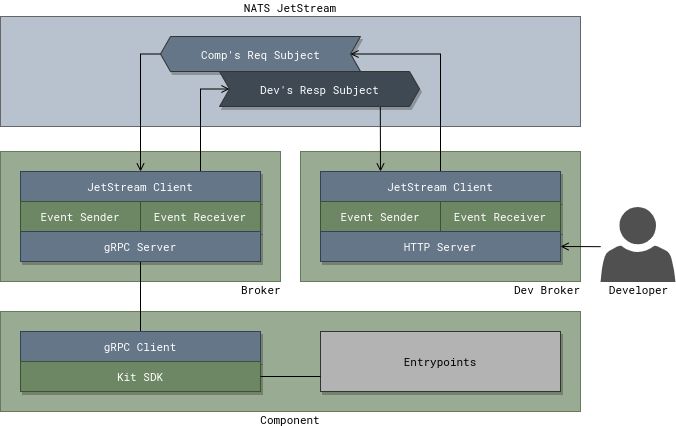 NATS JetStream
Comp's Req Subject
Dev's Resp Subject
JetStream Client
Event Sender
Event Receiver
gRPC Server
Broker
JetStream Client
Event Sender
Event Receiver
HTTP Server
Dev Broker
Developer
gRPC Client
Kit SDK
Entrypoints
Component